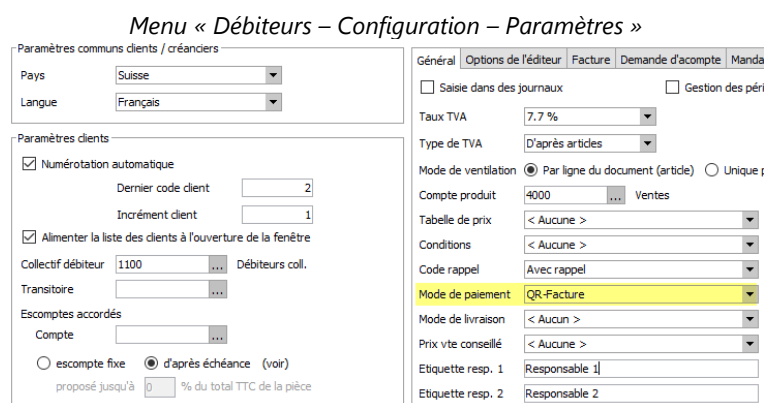 Menu « Débiteurs – Configuration – Paramètres »
Paramètres communs clients / créanciers
Pays Suisse
Langue Français
Paramètres clients
Numérotation automatique
Dernier code client 2
Incrément client 1
Alimenter la liste des clients à l'ouverture de la fenêtre
Collectif débiteur 1100 ... Débiteurs coll.
Transitoire ...
Escomptes accordés
Compte ...
escompte fixe d'après échéance (voir)
proposé jusqu'à 0 % du total TTC de la pièce
Général Options de l'éditeur Facture Demande d'acompte Manda
Saisie dans des journaux Gestion des péri
Taux TVA 7.7 %
Type de TVA D'après articles
Mode de ventilation Par ligne du document (article) Unique p
Compte produit 4000 ... Ventes
Tabelle de prix < Aucune >
Conditions < Aucune >
Code rappel Avec rappel
Mode de paiement QR-Facture
Mode de livraison < Aucun >
Prix vte conseillé < Aucune >
Etiquette resp. 1 Responsable 1
Etiquette resp. 2 Responsable 2